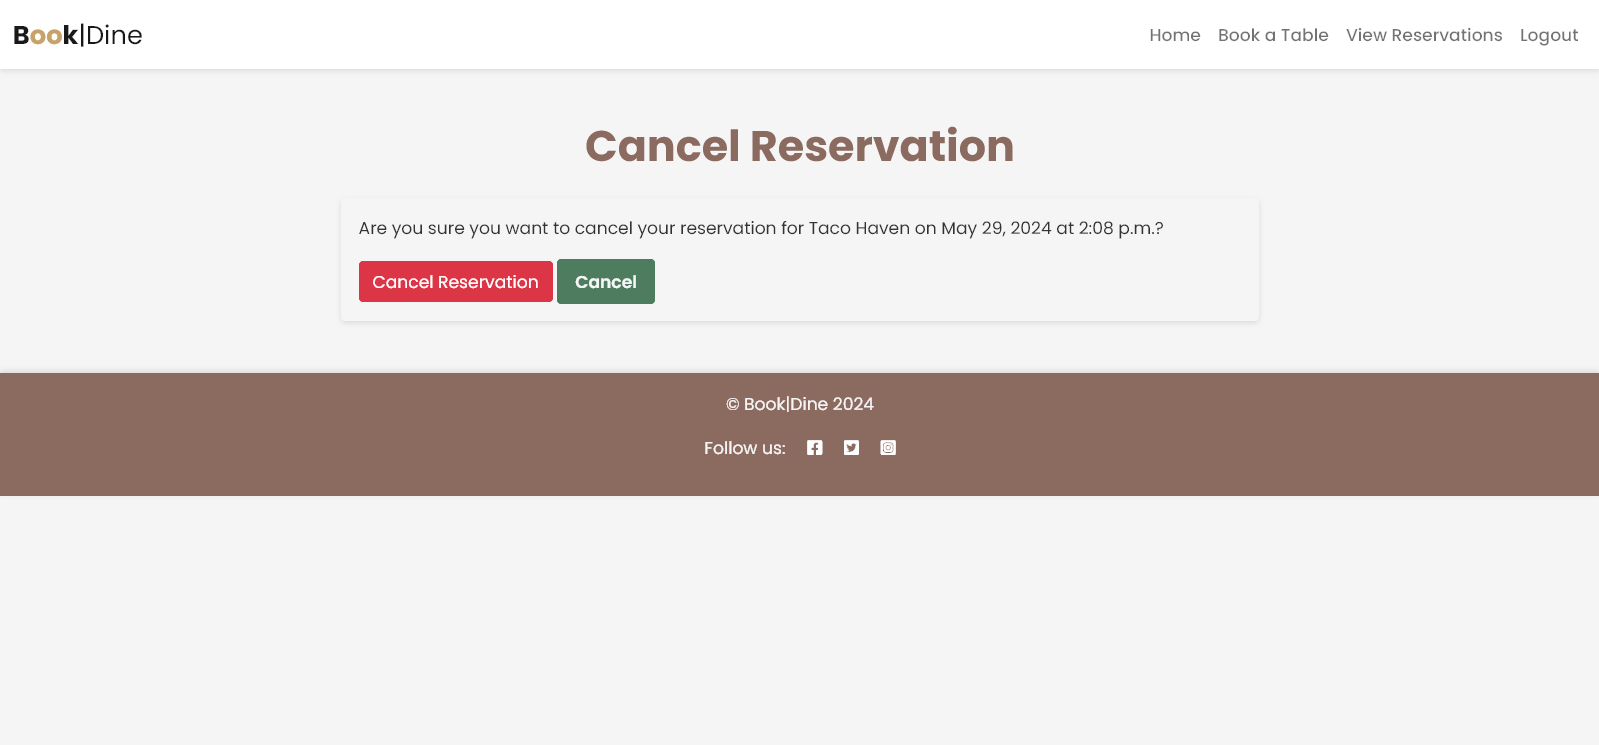 Book|Dine
Home Book a Table View Reservations Logout
Cancel Reservation
Are you sure you want to cancel your reservation for Taco Haven on May 29, 2024 at 2:08 p.m.?
Cancel Reservation Cancel
© Book|Dine 2024
Follow us: